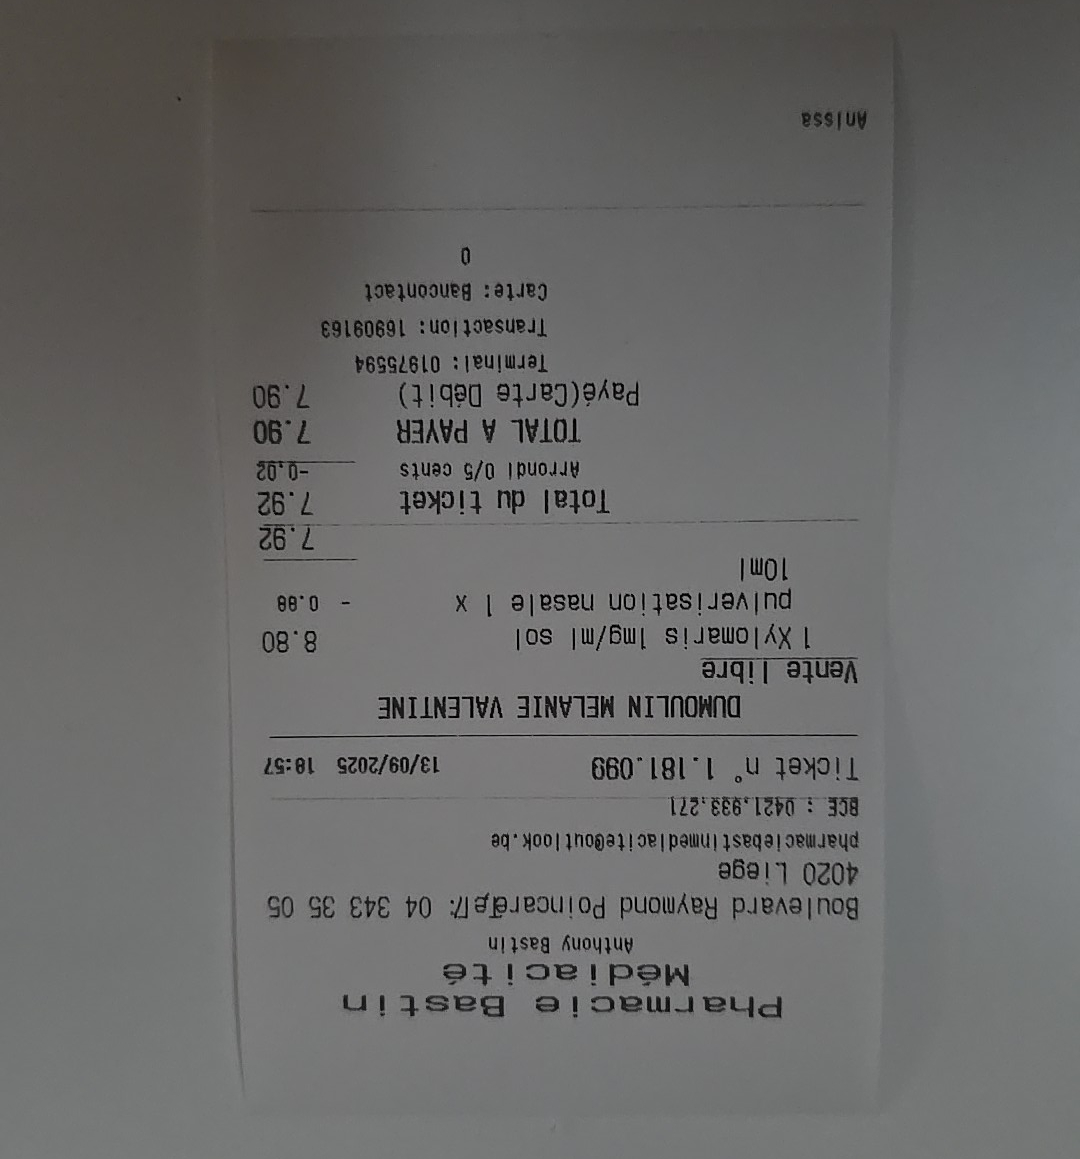 Pharmacie Bastin
Médiacité
Anthony Bastin
Boulevard Raymond Poincaré 7 04 343 35 05
4020 Liege
pharmaciebastinmediacite@outlook.be
BCE : 0421.933.271
Ticket n° 1.181.099 13/09/2025 18:57
DUMOULIN MELANIE VALENTINE
Vente libre
1 Xylomaris 1mg/ml sol 8.80
pulverisation nasale 1 x - 0.88
10ml
7.92
Total du ticket 7.92
Arrondi 0/5 cents -0.02
TOTAL A PAYER 7.90
Payé(Carte Débit) 7.90
Terminal: 01975594
Transaction: 16909163
Carte: Bancontact
0
Anissa